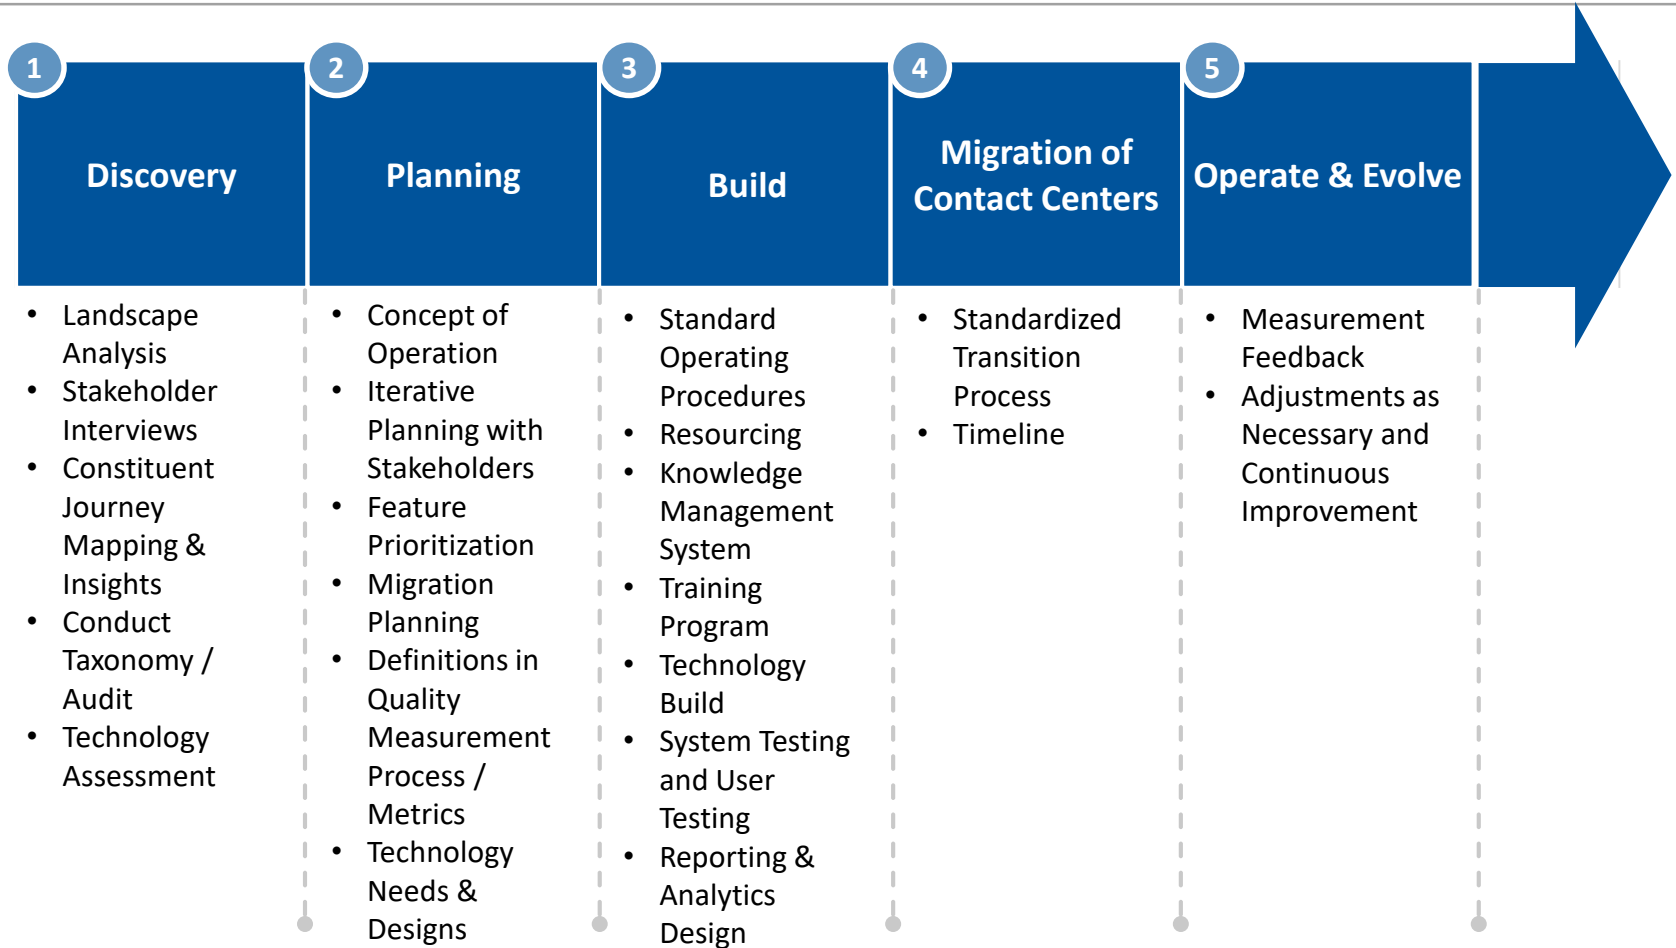 1
Discovery
• Landscape
Analysis
• Stakeholder
Interviews
• Constituent
Journey
Mapping &
Insights
• Conduct
Taxonomy /
Audit
• Technology
Assessment
2
Planning
• Concept of
Operation
• Iterative
Planning with
Stakeholders
• Feature
Prioritization
• Migration
Planning
• Definitions in
Quality
Measurement
Process /
Metrics
• Technology
Needs &
Designs
3
Build
• Standard
Operating
Procedures
• Resourcing
• Knowledge
Management
System
• Training
Program
• Technology
Build
• System Testing
and User
Testing
• Reporting &
Analytics
Design
4
Migration of
Contact Centers
• Standardized
Transition
Process
• Timeline
5
Operate & Evolve
• Measurement
Feedback
• Adjustments as
Necessary and
Continuous
Improvement